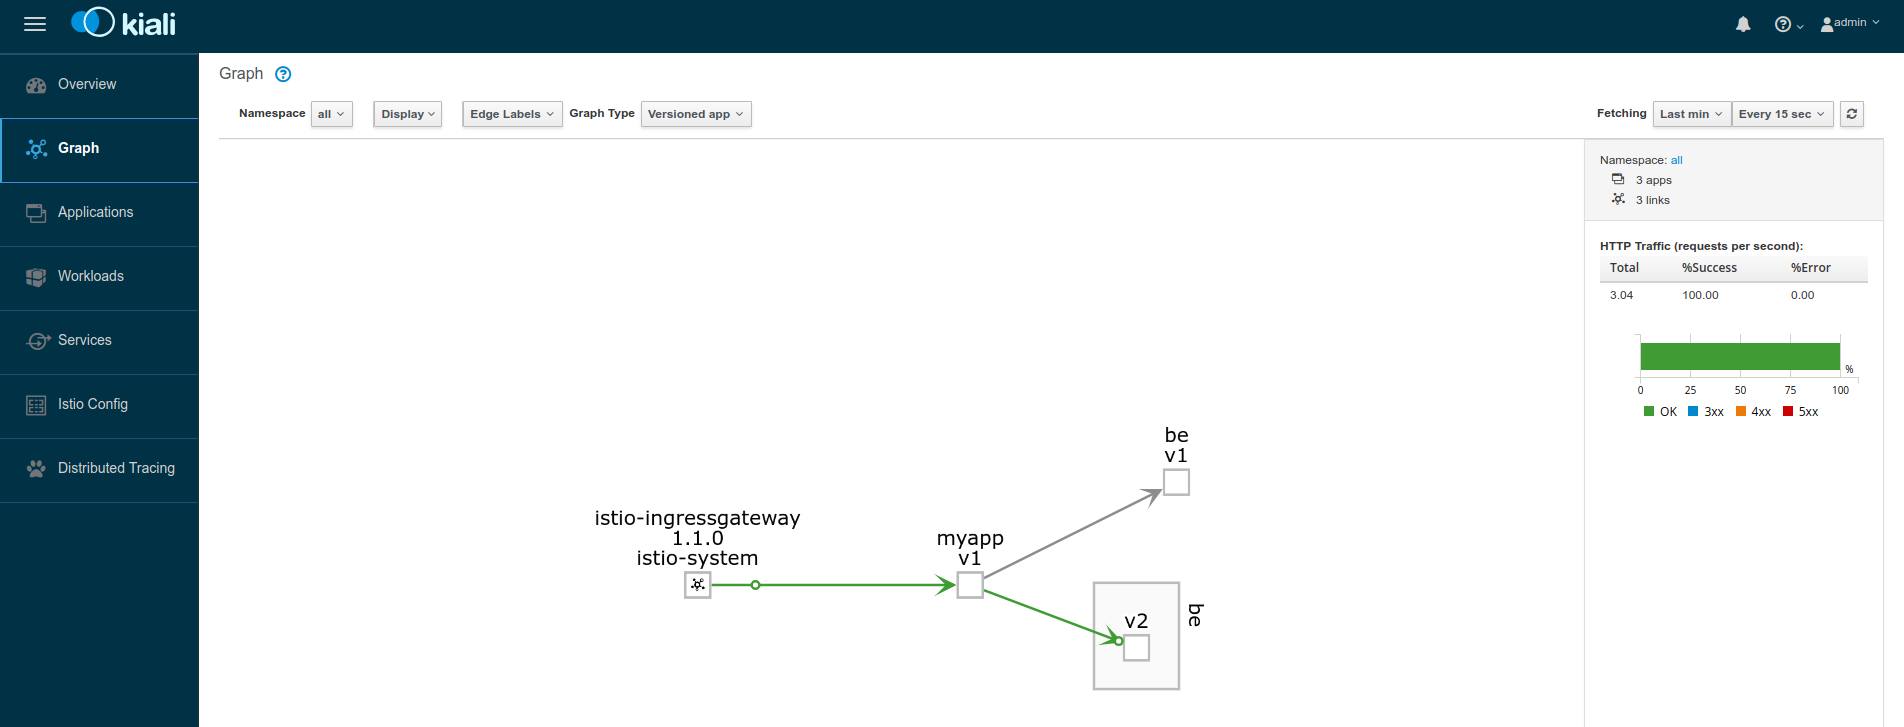 kiali
admin
Overview
Graph
Applications
Workloads
Services
Istio Config
Distributed Tracing
Graph ?
Namespace all Display Edge Labels Graph Type Versioned app Fetching Last min Every 15 sec
Namespace: all
3 apps
3 links
HTTP Traffic (requests per second):
Total %Success %Error
3.04 100.00 0.00
%
0 25 50 75 100
OK 3xx 4xx 5xx
be
v1
istio-ingressgateway
1.1.0
istio-system
myapp
v1
v2
be